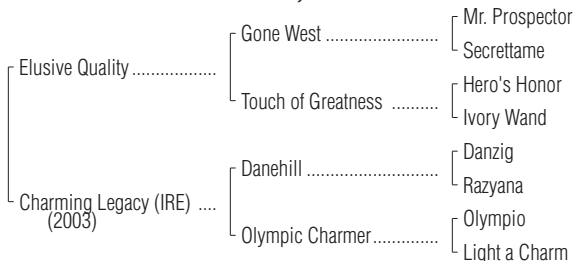 Mr. Prospector
Gone West ........................
Secrettame
Elusive Quality ..................
Hero's Honor
Touch of Greatness ..........
Ivory Wand
Danzig
Danehill ............................
Razyana
Charming Legacy (IRE) ....
(2003)
Olympio
Olympic Charmer..............
Light a Charm